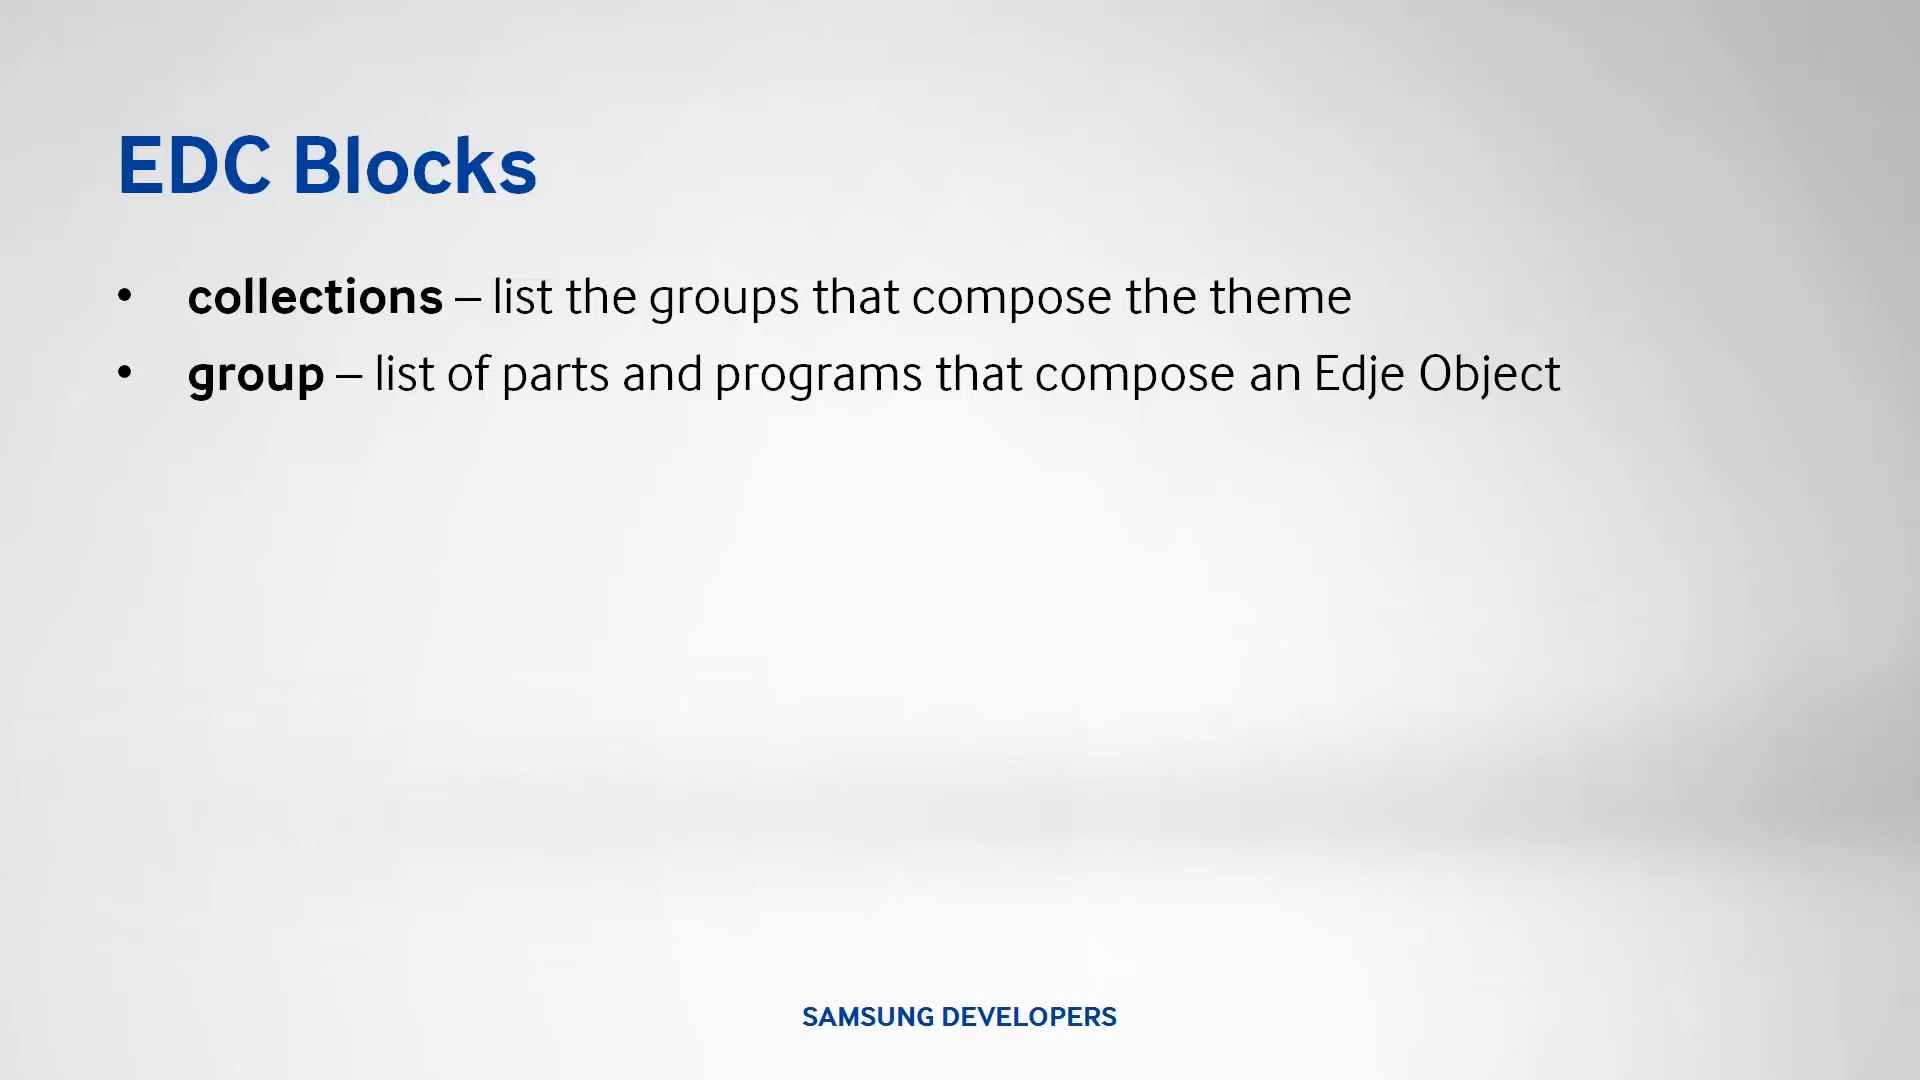 EDC Blocks
• collections – list the groups that compose the theme
• group – list of parts and programs that compose an Edje Object
SAMSUNG DEVELOPERS